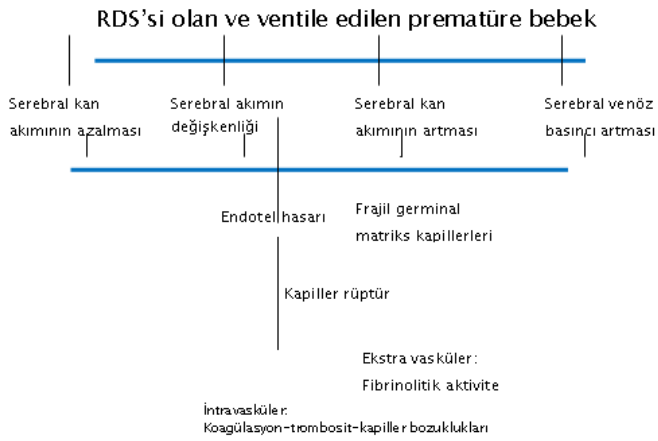 RDS'si olan ve ventile edilen prematüre bebek
Serebral kan
akımının azalması
Serebral akımın
değişkenliği
Serebral kan
akımının artması
Serebral venöz
basıncı artması
Endotel hasarı
Frajil germinal
matriks kapillerleri
Kapiller rüptür
Ekstra vasküler:
Fibrinolitik aktivite
İntravasküler:
Koagülasyon-trombosit-kapiller bozuklukları